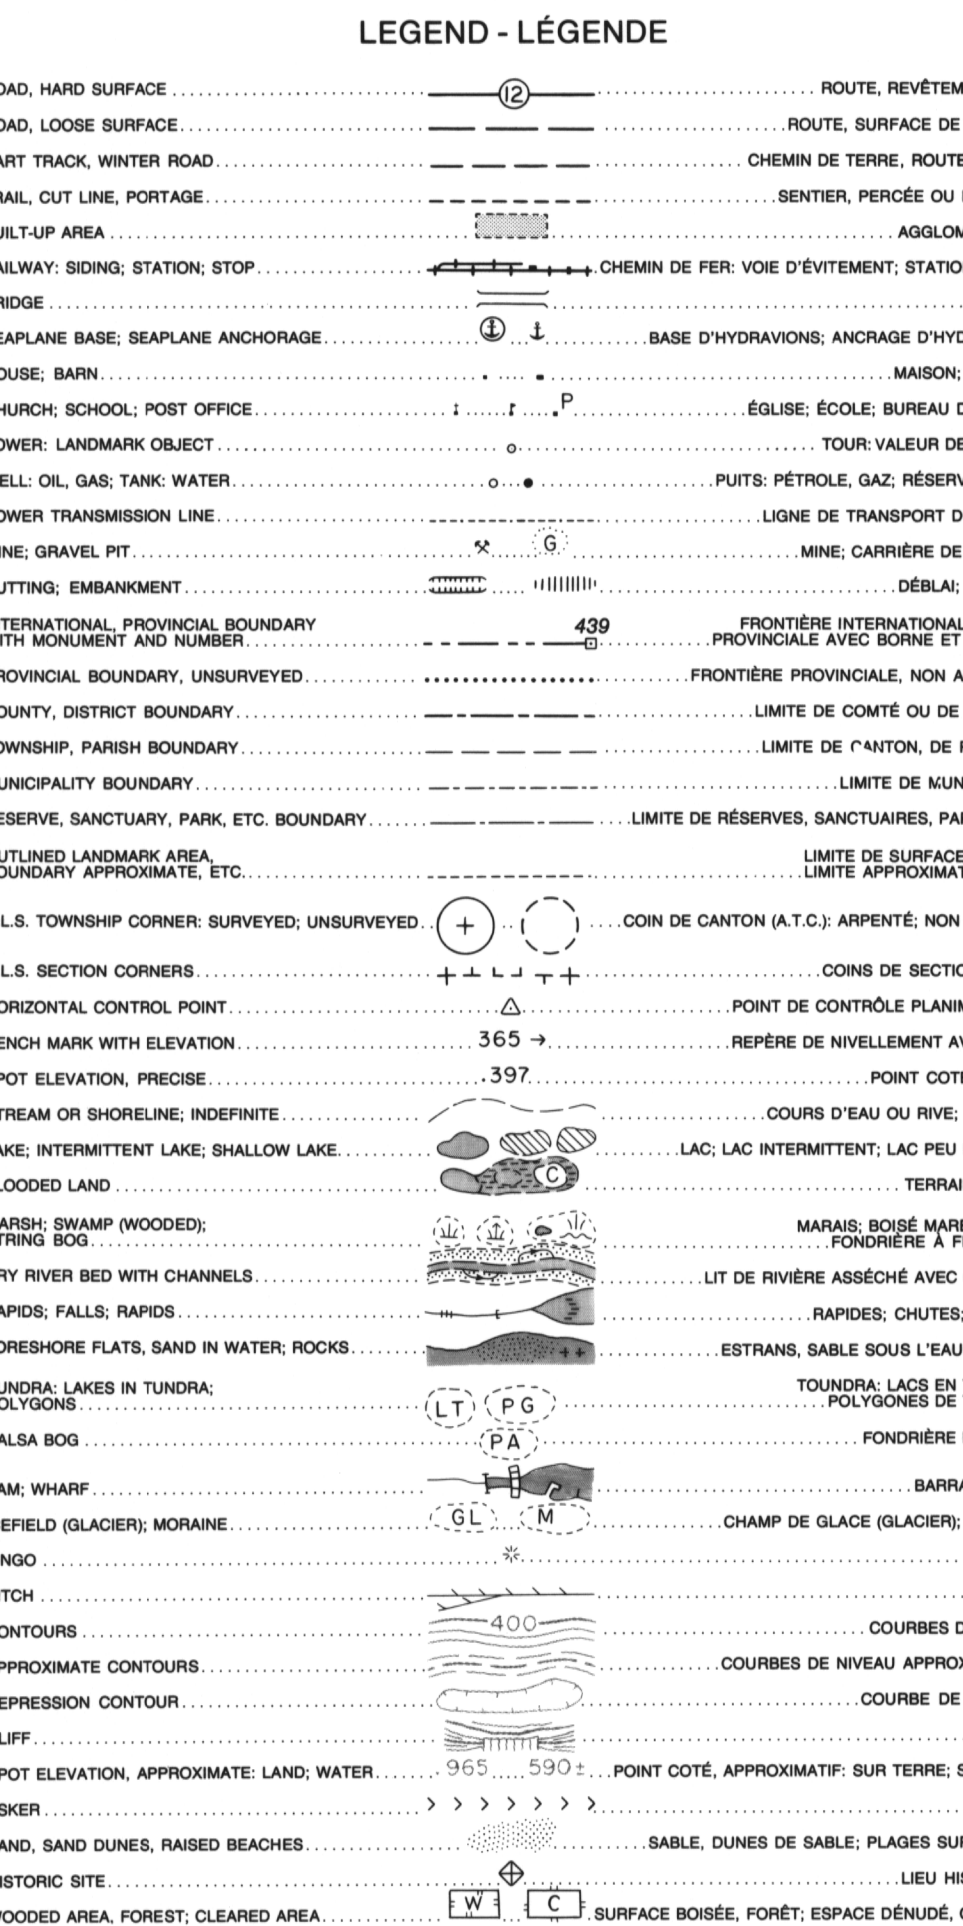 LEGEND - LÉGENDE
OAD, HARD SURFACE 12 ROUTE, REVÊTEM
OAD, LOOSE SURFACE ROUTE, SURFACE DE
ART TRACK, WINTER ROAD CHEMIN DE TERRE, ROUTE
RAIL, CUT LINE, PORTAGE SENTIER, PERCÉE OU
UILT-UP AREA AGGLOM
AILWAY: SIDING; STATION; STOP CHEMIN DE FER: VOIE D'ÉVITEMENT; STATIO
RIDGE
EAPLANE BASE; SEAPLANE ANCHORAGE BASE D'HYDRAVIONS; ANCRAGE D'HYD
OUSE; BARN MAISON;
HURCH; SCHOOL; POST OFFICE P ÉGLISE; ÉCOLE; BUREAU D
OWER: LANDMARK OBJECT TOUR: VALEUR DE
ELL: OIL, GAS; TANK: WATER PUITS: PÉTROLE, GAZ; RÉSERV
OWER TRANSMISSION LINE LIGNE DE TRANSPORT D
INE; GRAVEL PIT G MINE; CARRIÈRE DE
UTTING; EMBANKMENT DÉBLAI;
TERNATIONAL, PROVINCIAL BOUNDARY 439 FRONTIÈRE INTERNATIONAL
ITH MONUMENT AND NUMBER PROVINCIALE AVEC BORNE ET
ROVINCIAL BOUNDARY, UNSURVEYED FRONTIÈRE PROVINCIALE, NON A
OUNTY, DISTRICT BOUNDARY LIMITE DE COMTÉ OU DE
OWNSHIP, PARISH BOUNDARY LIMITE DE CANTON, DE P
UNICIPALITY BOUNDARY LIMITE DE MUN
ESERVE, SANCTUARY, PARK, ETC. BOUNDARY LIMITE DE RÉSERVES, SANCTUAIRES, PAR
UTLINED LANDMARK AREA, LIMITE DE SURFACE
OUNDARY APPROXIMATE, ETC. LIMITE APPROXIMAT
L.S. TOWNSHIP CORNER: SURVEYED; UNSURVEYED COIN DE CANTON (A.T.C.): ARPENTÉ; NON
L.S. SECTION CORNERS COINS DE SECTIO
ORIZONTAL CONTROL POINT POINT DE CONTRÔLE PLANIM
ENCH MARK WITH ELEVATION 365 → REPÈRE DE NIVELLEMENT AV
POT ELEVATION, PRECISE .397 POINT COTÉ
TREAM OR SHORELINE; INDEFINITE COURS D'EAU OU RIVE;
AKE; INTERMITTENT LAKE; SHALLOW LAKE LAC; LAC INTERMITTENT; LAC PEU
LOODED LAND C TERRAI
ARSH; SWAMP (WOODED); MARAIS; BOISÉ MARÉ
TRING BOG FONDRIÈRE À FI
RY RIVER BED WITH CHANNELS LIT DE RIVIÈRE ASSÉCHÉ AVEC
APIDS; FALLS; RAPIDS RAPIDES; CHUTES;
ORESHORE FLATS, SAND IN WATER; ROCKS ESTRANS, SABLE SOUS L'EAU
UNDRA: LAKES IN TUNDRA; TOUNDRA: LACS EN
OLYGONS LT PG POLYGONES DE
ALSA BOG PA FONDRIÈRE
AM; WHARF BARRA
EFIELD (GLACIER); MORAINE GL M CHAMP DE GLACE (GLACIER);
NGO
ITCH
ONTOURS 400 COURBES D
PPROXIMATE CONTOURS COURBES DE NIVEAU APPROX
EPRESSION CONTOUR COURBE DE
LIFF
POT ELEVATION, APPROXIMATE: LAND; WATER .965 590± POINT COTÉ, APPROXIMATIF: SUR TERRE; S
SKER
AND, SAND DUNES, RAISED BEACHES SABLE, DUNES DE SABLE; PLAGES SUR
ISTORIC SITE LIEU HIS
OODED AREA, FOREST; CLEARED AREA W C SURFACE BOISÉE, FORÊT; ESPACE DÉNUDÉ, C